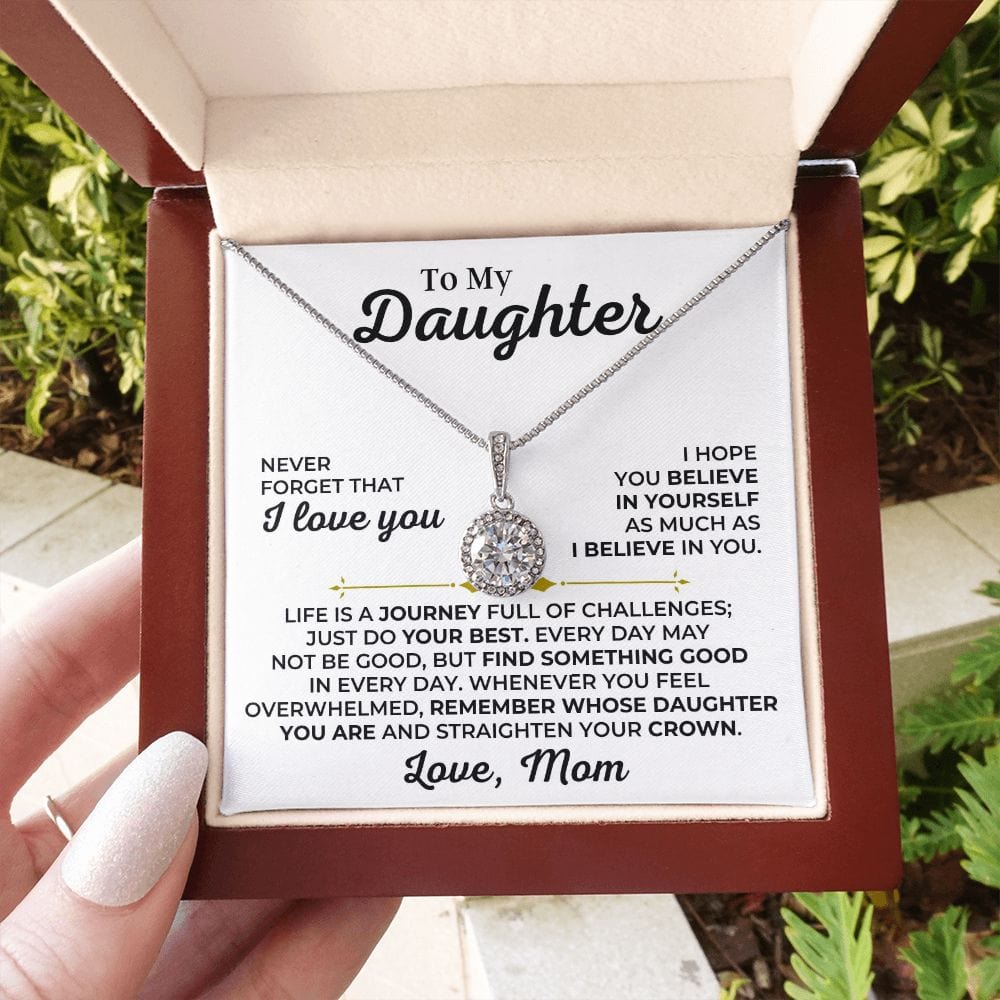 To My
Daughter
NEVER
FORGET THAT
I love you
I HOPE
YOU BELIEVE
IN YOURSELF
AS MUCH AS
I BELIEVE IN YOU.
LIFE IS A JOURNEY FULL OF CHALLENGES;
JUST DO YOUR BEST. EVERY DAY MAY
NOT BE GOOD, BUT FIND SOMETHING GOOD
IN EVERY DAY. WHENEVER YOU FEEL
OVERWHELMED, REMEMBER WHOSE DAUGHTER
YOU ARE AND STRAIGHTEN YOUR CROWN.
Love, Mom